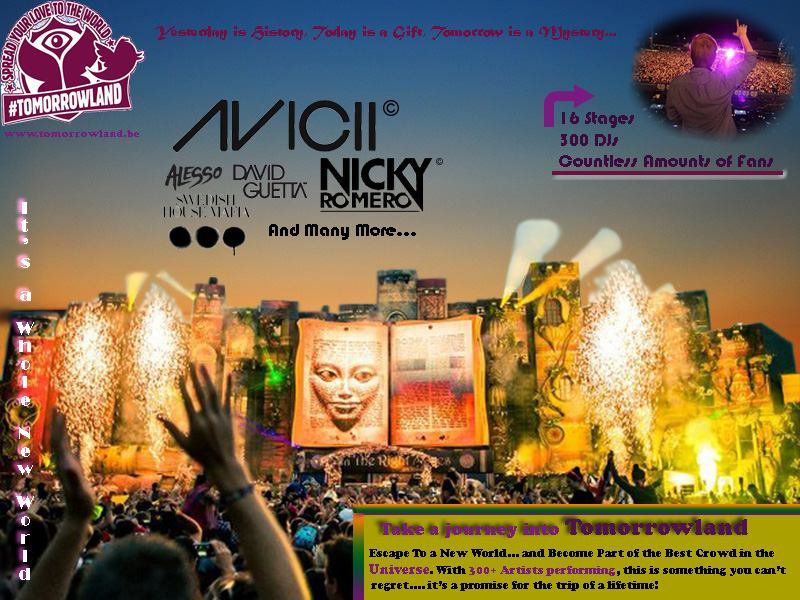 SPREAD YOUR LOVE TO THE WORLD
#TOMORROWLAND
www.tomorrowland.be
Yesterday is History, Today is a Gift, Tomorrow is a Mystery...
16 Stages
300 DJs
Countless Amounts of Fans
AVICII©
ALESSO
DAVID
GUETTA
NICKY©
ROMERO
SWEDISH
HOUSE MAFIA
And Many More...
It's a Whole New World
Take a journey into Tomorrowland
Escape To a New World... and Become Part of the Best Crowd in the
Universe. With 300+ Artists performing, this is something you can't
regret.... it's a promise for the trip of a lifetime!